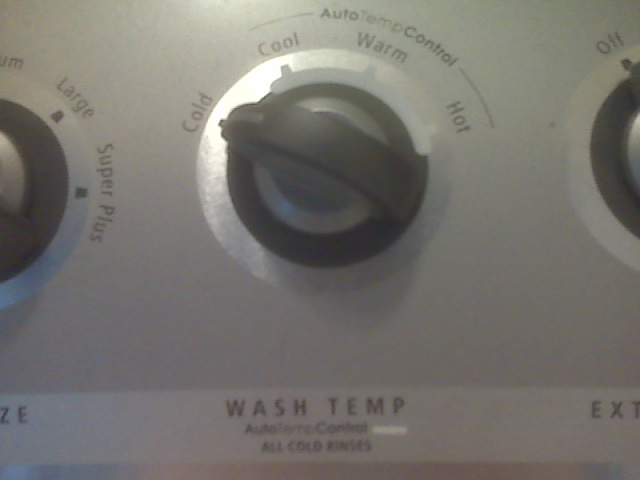 AutoTempControl
Cold
Cool
Warm
Hot
um
Large
Super Plus
Off
ZE
WASH TEMP
AutoTempControl
ALL COLD RINSES
EXT